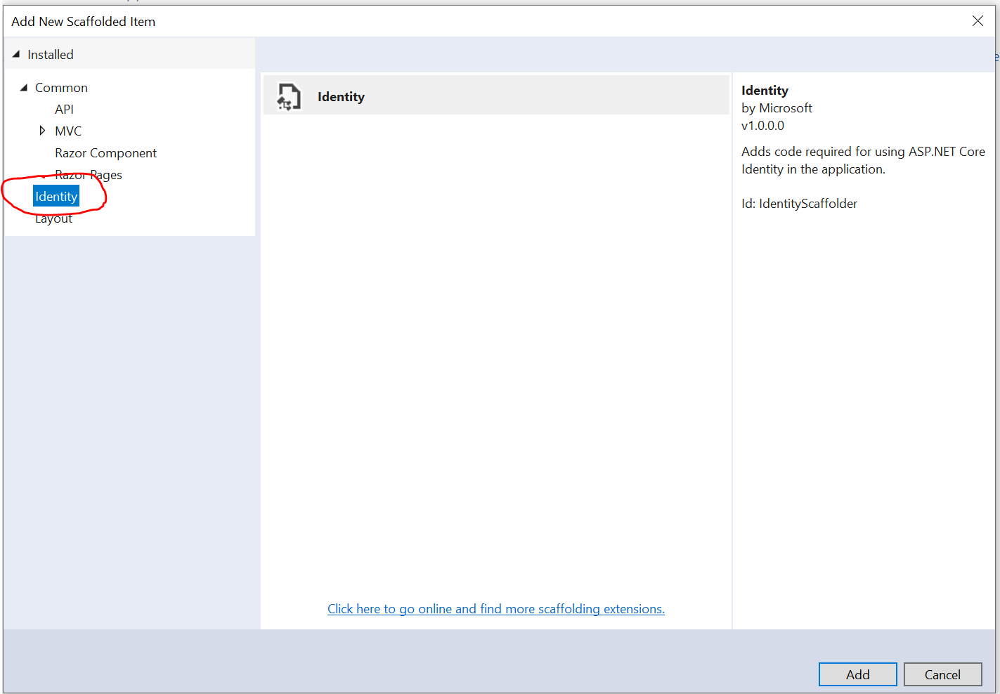 Add New Scaffolded Item
Installed
Common
API
MVC
Razor Component
Razor Pages
Identity
Layout
Identity
Identity
by Microsoft
v1.0.0.0
Adds code required for using ASP.NET Core
Identity in the application.
Id: IdentityScaffolder
Click here to go online and find more scaffolding extensions.
Add
Cancel